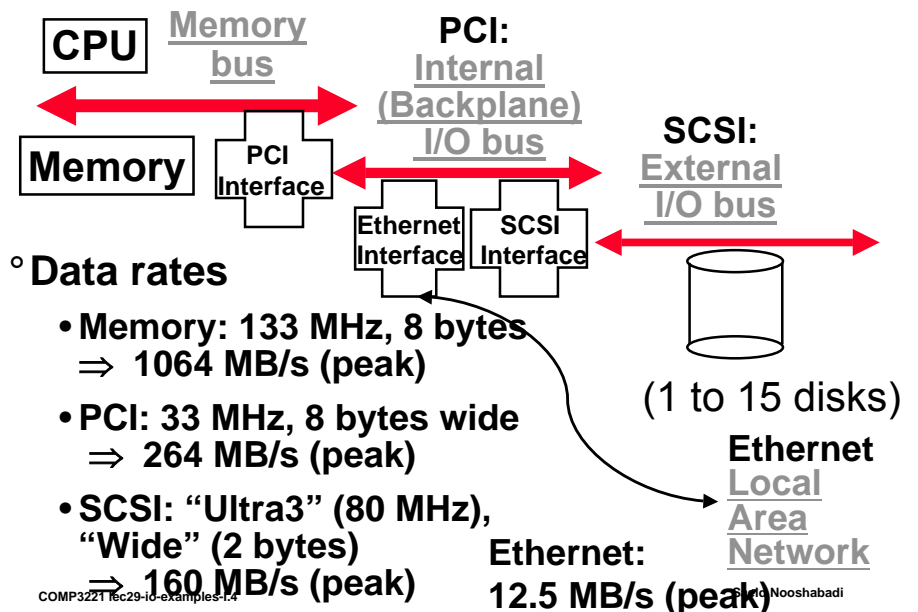 CPU
Memory
bus
PCI:
Internal
(Backplane)
I/O bus
SCSI:
External
I/O bus
Memory
PCI
Interface
Ethernet
Interface
SCSI
Interface
° Data rates
• Memory: 133 MHz, 8 bytes
⇒ 1064 MB/s (peak)
• PCI: 33 MHz, 8 bytes wide
⇒ 264 MB/s (peak)
• SCSI: “Ultra3” (80 MHz),
“Wide” (2 bytes)
⇒ 160 MB/s (peak)
(1 to 15 disks)
Ethernet
Local
Area
Network
Ethernet:
12.5 MB/s (peak)
COMP3221 lec29-io-examples-I.4
Nooshabadi